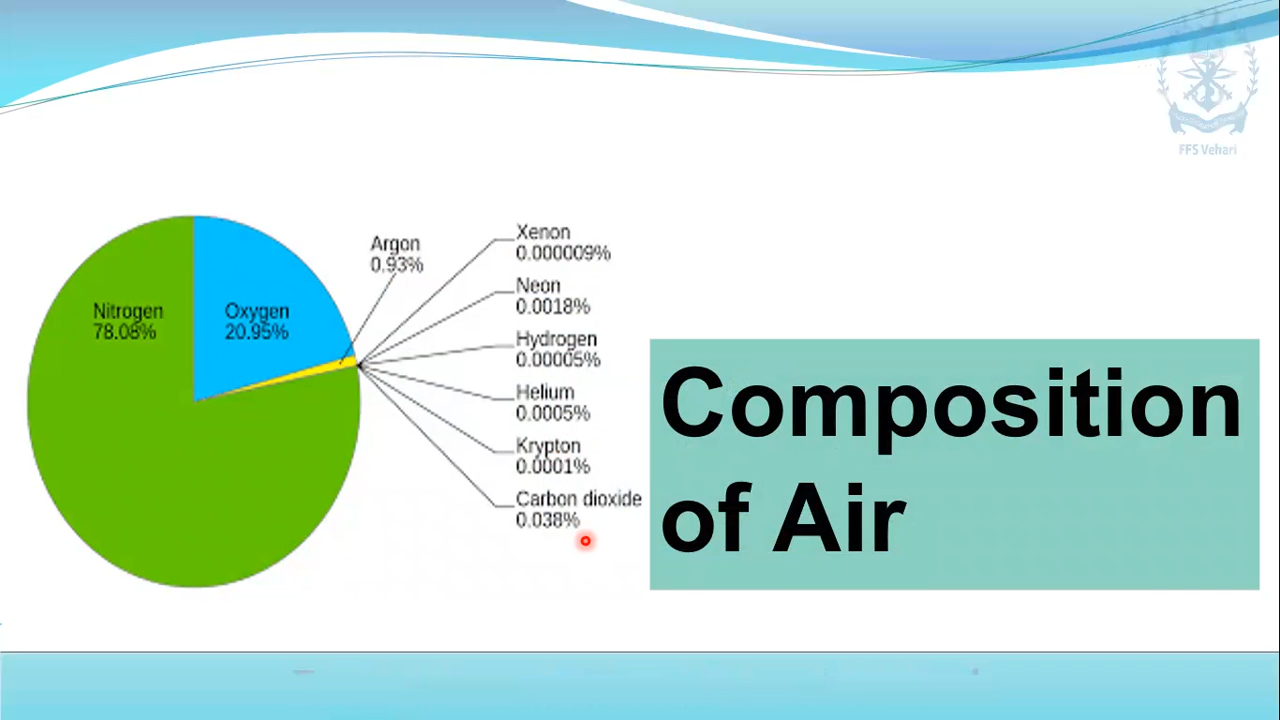 FFS Vehari
Argon
0.93%
Xenon
0.000009%
Neon
0.0018%
Nitrogen
78.08%
Oxygen
20.95%
Hydrogen
0.00005%
Helium
0.0005%
Krypton
0.0001%
Carbon dioxide
0.038%
Composition
of Air